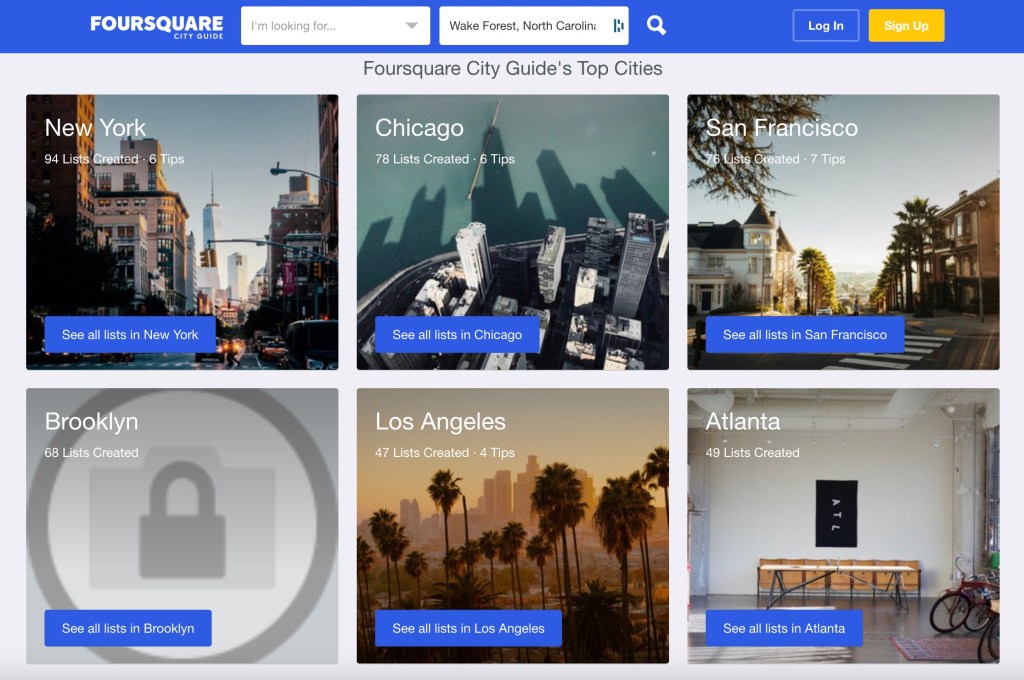 FOURSQUARE
CITY GUIDE
I'm looking for...
Wake Forest, North Carolina
Log In
Sign Up
Foursquare City Guide's Top Cities
New York
94 Lists Created · 6 Tips
See all lists in New York
Chicago
78 Lists Created · 6 Tips
See all lists in Chicago
San Francisco
76 Lists Created · 7 Tips
See all lists in San Francisco
Brooklyn
68 Lists Created
See all lists in Brooklyn
Los Angeles
47 Lists Created · 4 Tips
See all lists in Los Angeles
Atlanta
49 Lists Created
ATL
See all lists in Atlanta